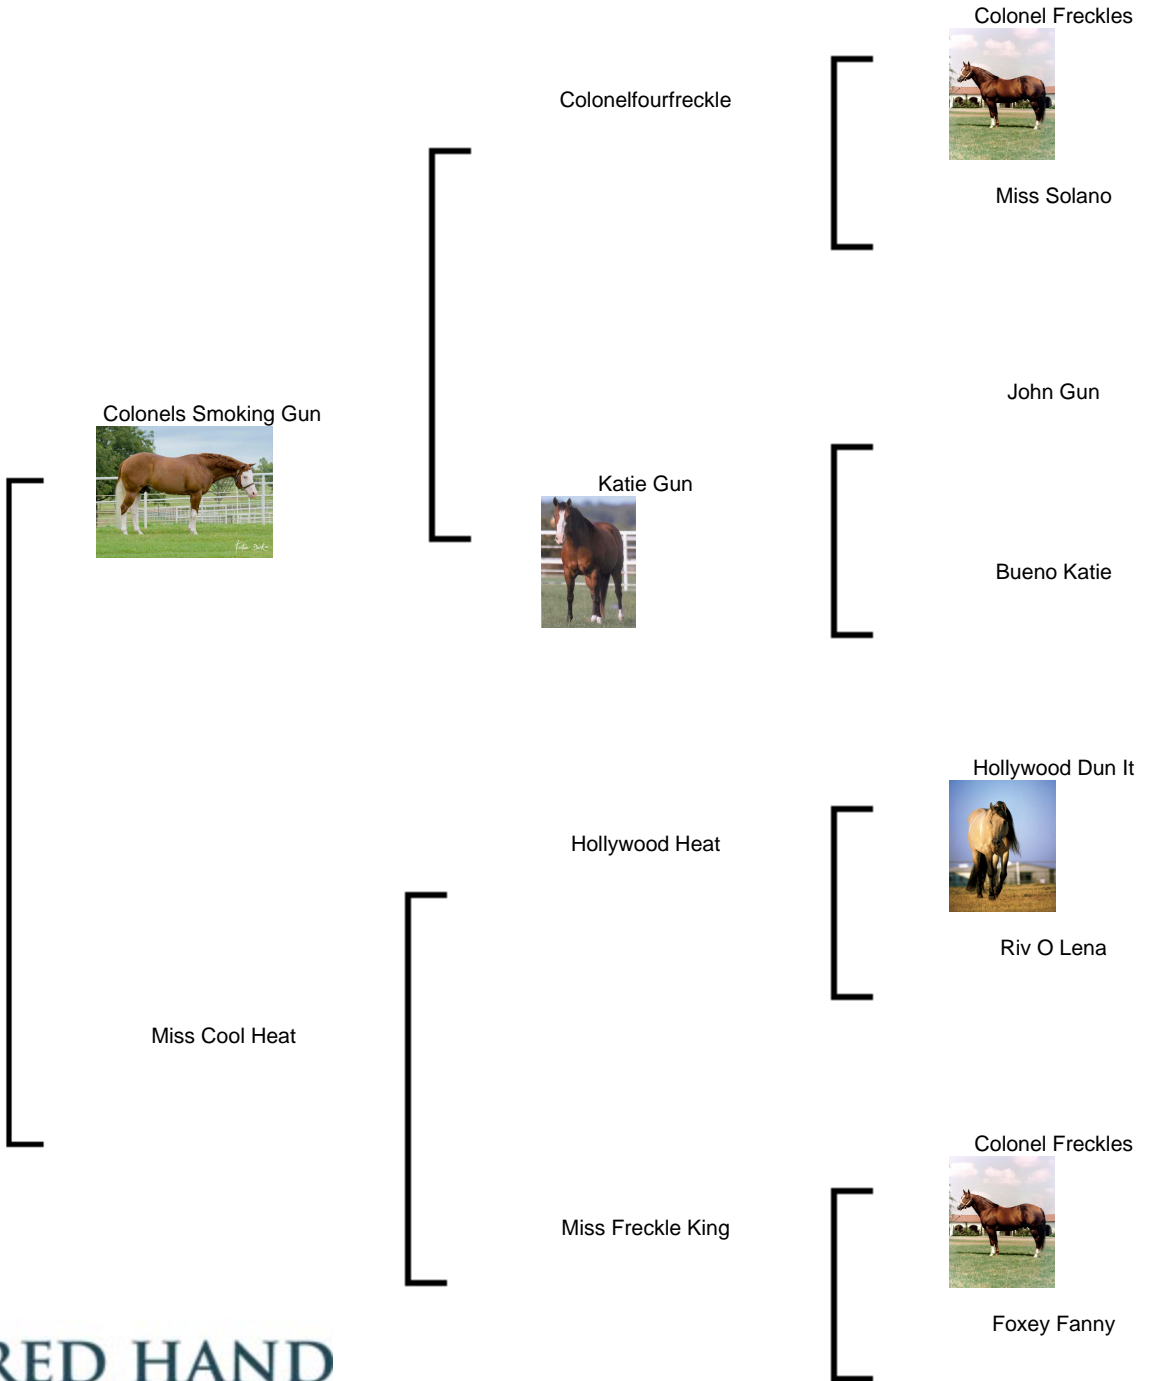 Colonel Freckles
Colonelfourfreckle
Miss Solano
John Gun
Colonels Smoking Gun
Katie Gun
Bueno Katie
Hollywood Dun It
Hollywood Heat
Riv O Lena
Miss Cool Heat
Colonel Freckles
Miss Freckle King
Foxey Fanny
RED HAND